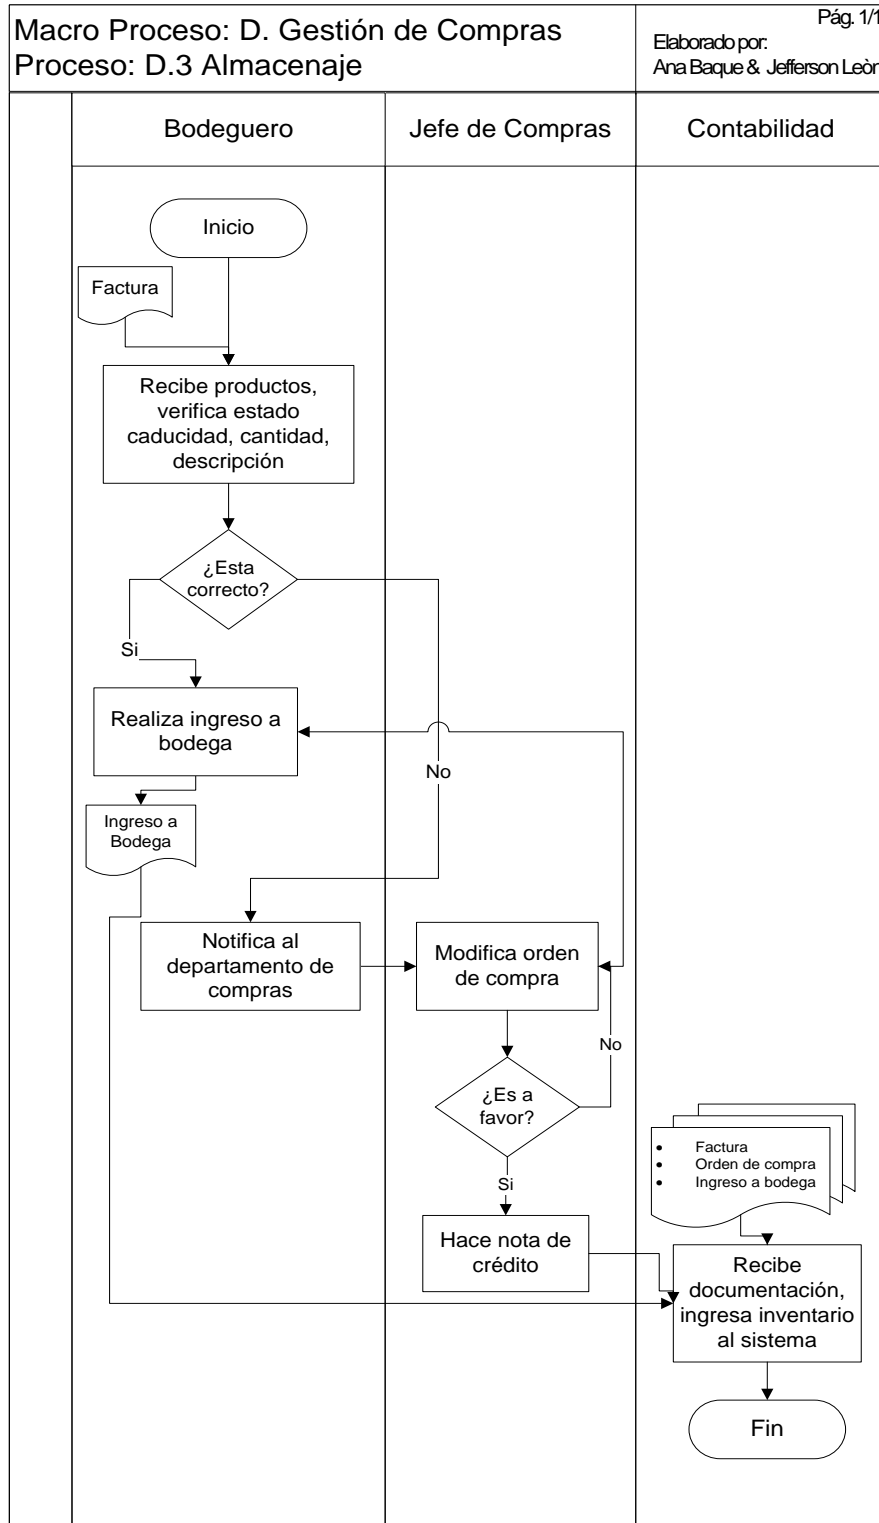 Macro Proceso: D. Gestión de Compras
Proceso: D.3 Almacenaje
Pág. 1/1
Elaborado por:
Ana Baque & Jefferson Leòn
Bodeguero
Jefe de Compras
Contabilidad
Inicio
Factura
Recibe productos,
verifica estado
caducidad, cantidad,
descripción
¿Esta
correcto?
Si
Realiza ingreso a
bodega
No
Ingreso a
Bodega
Notifica al
departamento de
compras
Modifica orden
de compra
No
¿Es a
favor?
Si
• Factura
• Orden de compra
• Ingreso a bodega
Hace nota de
crédito
Recibe
documentación,
ingresa inventario
al sistema
Fin